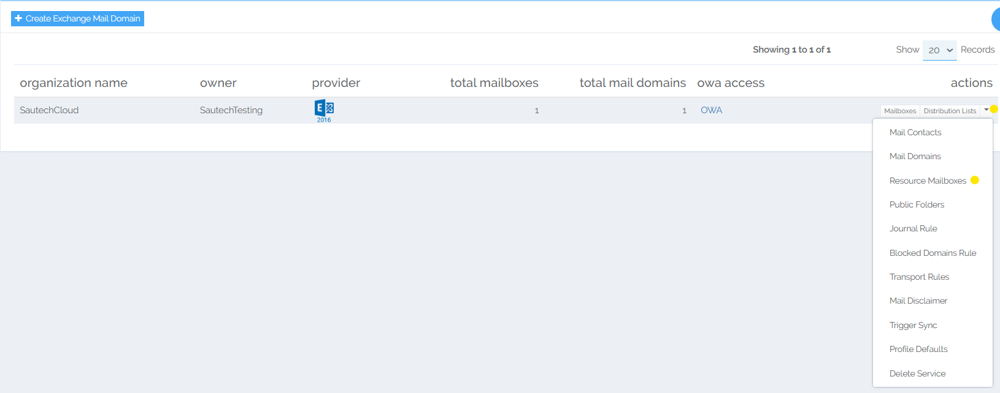 Create Exchange Mail Domain
Showing 1 to 1 of 1 Show 20 Records
organization name owner provider total mailboxes total mail domains owa access actions
SautechCloud SautechTesting E 2016 1 1 OWA Mailboxes Distribution Lists
Mail Contacts
Mail Domains
Resource Mailboxes
Public Folders
Journal Rule
Blocked Domains Rule
Transport Rules
Mail Disclaimer
Trigger Sync
Profile Defaults
Delete Service